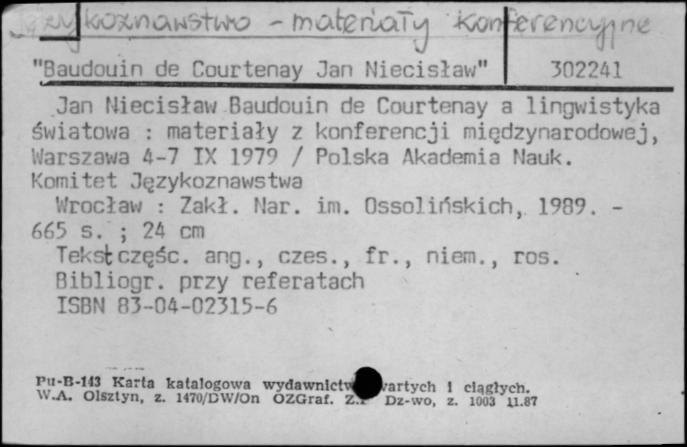 Językoznawstwo - materiały konferencyjne
"Baudouin de Courtenay Jan Niecisław" 302241
Jan Niecisław Baudouin de Courtenay a lingwistyka
światowa : materiały z konferencji międzynarodowej,
Warszawa 4-7 IX 1979 / Polska Akademia Nauk.
Komitet Językoznawstwa
Wrocław : Zakł. Nar. im. Ossolińskich, 1989. -
665 s. ; 24 cm
Tekst częśc. ang., czes., fr., niem., ros.
Bibliogr. przy referatach
ISBN 83-04-02315-6
Pu-B-143 Karta katalogowa wydawnictw zwartych i ciągłych.
W.A. Olsztyn, z. 1470/DW/On OZGraf. Z.P Dz-wo, z. 1003 11.87